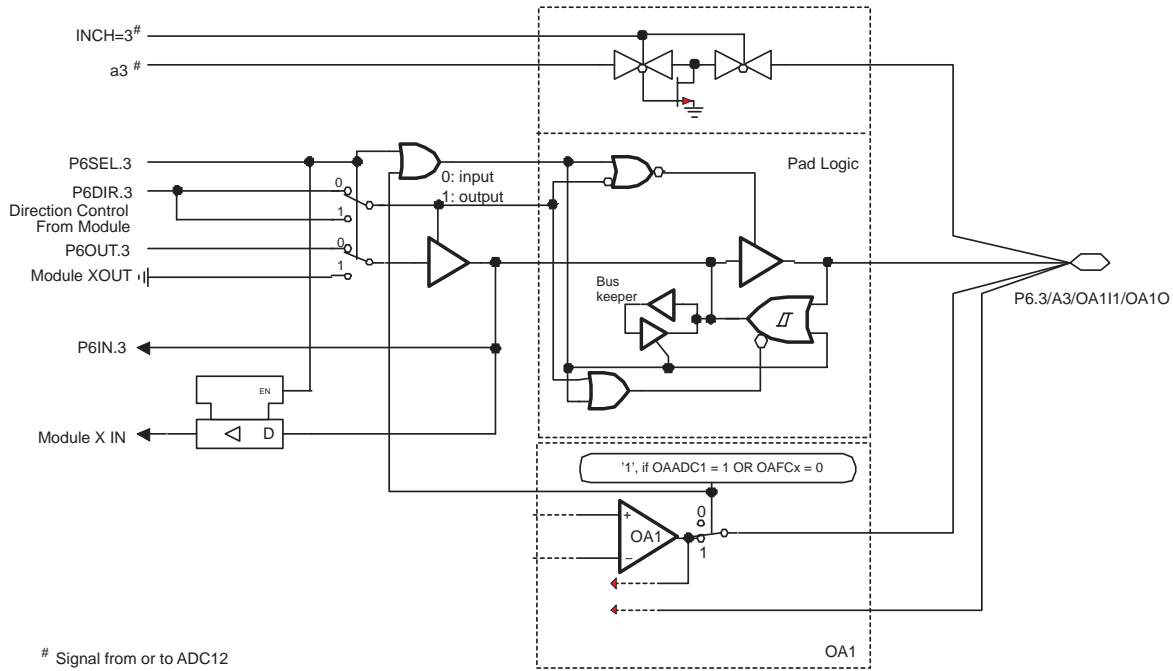 INCH=3#
a3 #
P6SEL.3
P6DIR.3
Direction Control
From Module
P6OUT.3
Module XOUT
P6IN.3
Module X IN
EN
D
0
1
0
1
0: input
1: output
Pad Logic
Bus
keeper
P6.3/A3/OA1I1/OA1O
'1', if OAADC1 = 1 OR OAFCx = 0
+
OA1
−
0
1
OA1
# Signal from or to ADC12